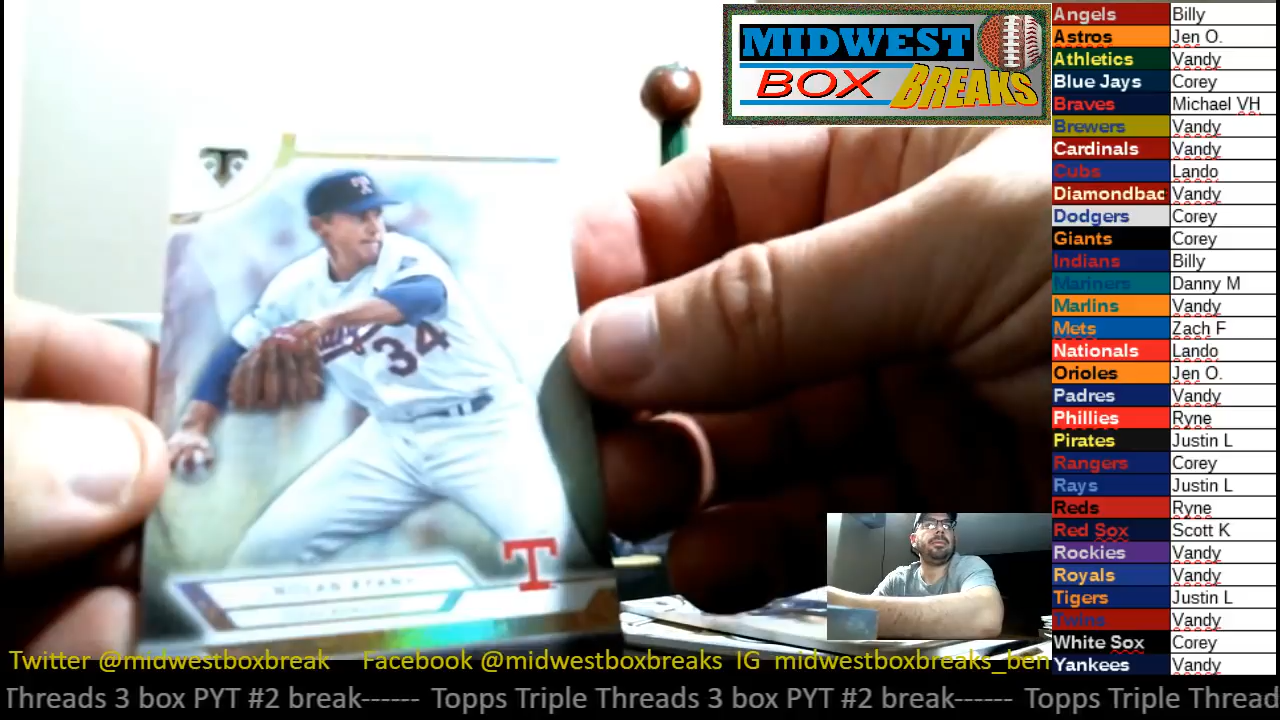 MIDWEST
BOX BREAKS
T
34
NOLAN RYAN
T
Angels Billy
Astros Jen O.
Athletics Vandy
Blue Jays Corey
Braves Michael VH
Brewers Vandy
Cardinals Vandy
Cubs Lando
Diamondbac Vandy
Dodgers Corey
Giants Corey
Indians Billy
Mariners Danny M
Marlins Vandy
Mets Zach F
Nationals Lando
Orioles Jen O.
Padres Vandy
Phillies Ryne
Pirates Justin L
Rangers Corey
Rays Justin L
Reds Ryne
Red Sox Scott K
Rockies Vandy
Royals Vandy
Tigers Justin L
Twins Vandy
White Sox Corey
Yankees Vandy
Twitter @midwestboxbreak Facebook @midwestboxbreaks IG midwestboxbreaks_ben
Threads 3 box PYT #2 break------ Topps Triple Threads 3 box PYT #2 break------ Topps Triple Thread